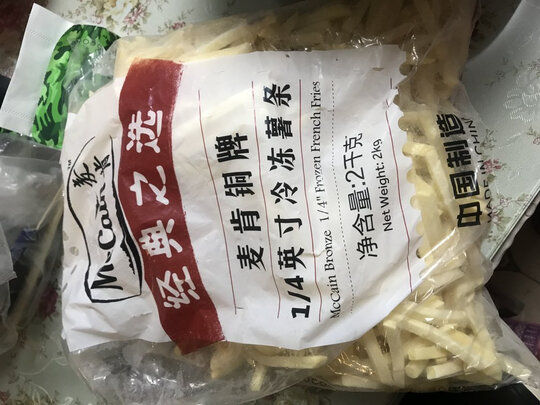 McCain
麦肯
经典之选
麦肯铜牌
1/4英寸冷冻薯条
McCain Bronze 1/4" Frozen French Fries
净含量:2千克
Net Weight: 2kg
中国制造
MADE IN CHINA